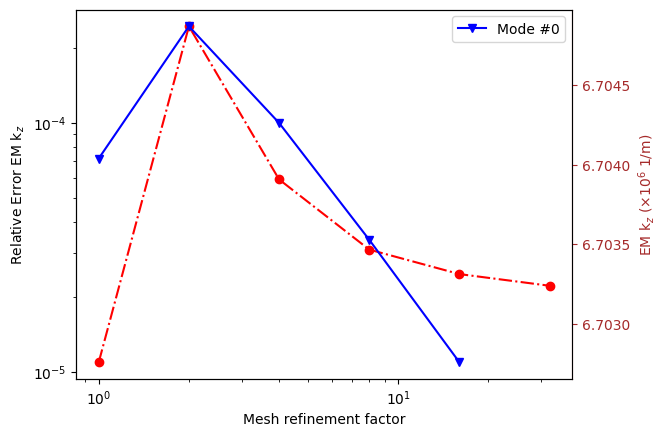 Mode #0
10⁻⁴
10⁻⁵
Relative Error EM k_z
6.7045
6.7040
6.7035
6.7030
EM k_z (×10⁶ 1/m)
10⁰
10¹
Mesh refinement factor